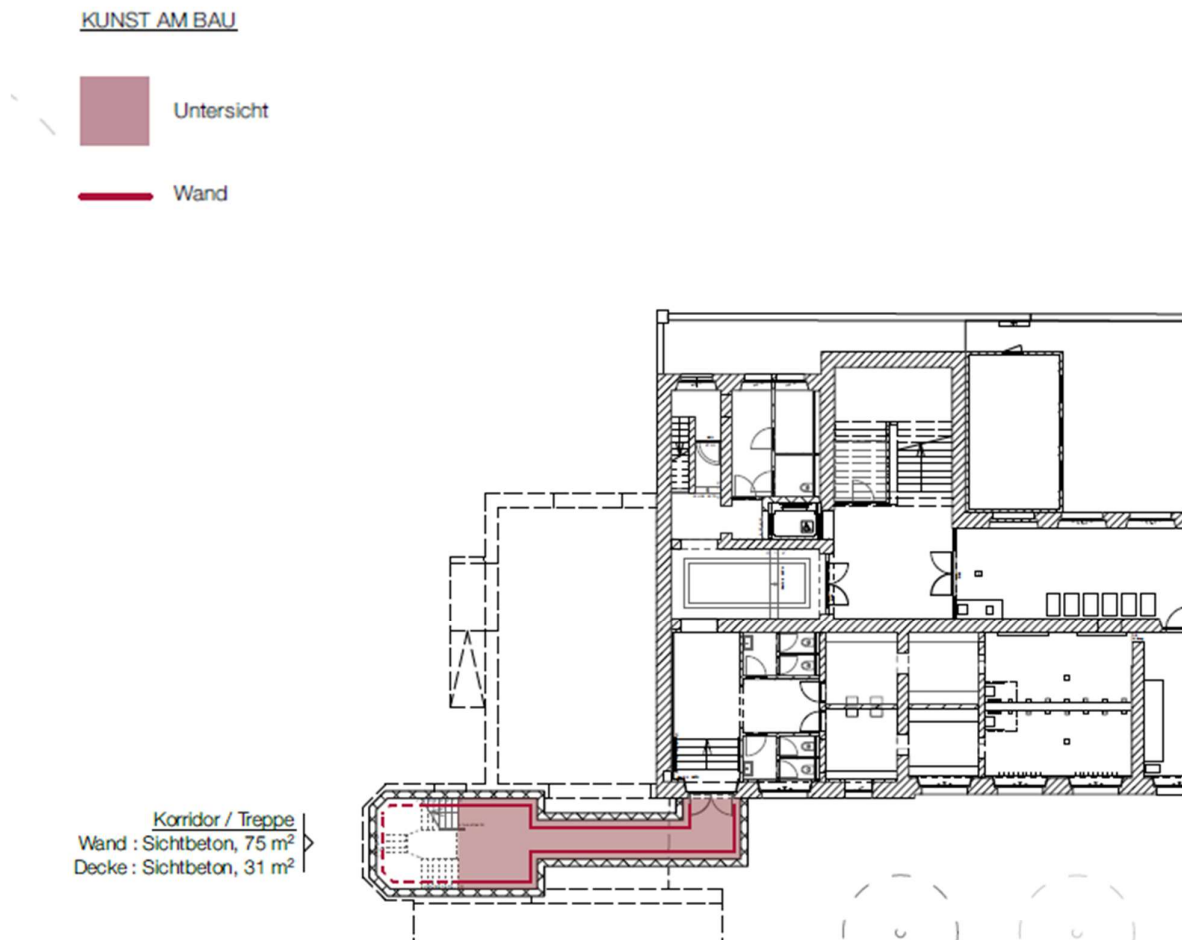 KUNST AM BAU
Untersicht
Wand
Korridor / Treppe
Wand : Sichtbeton, 75 m²
Decke : Sichtbeton, 31 m²